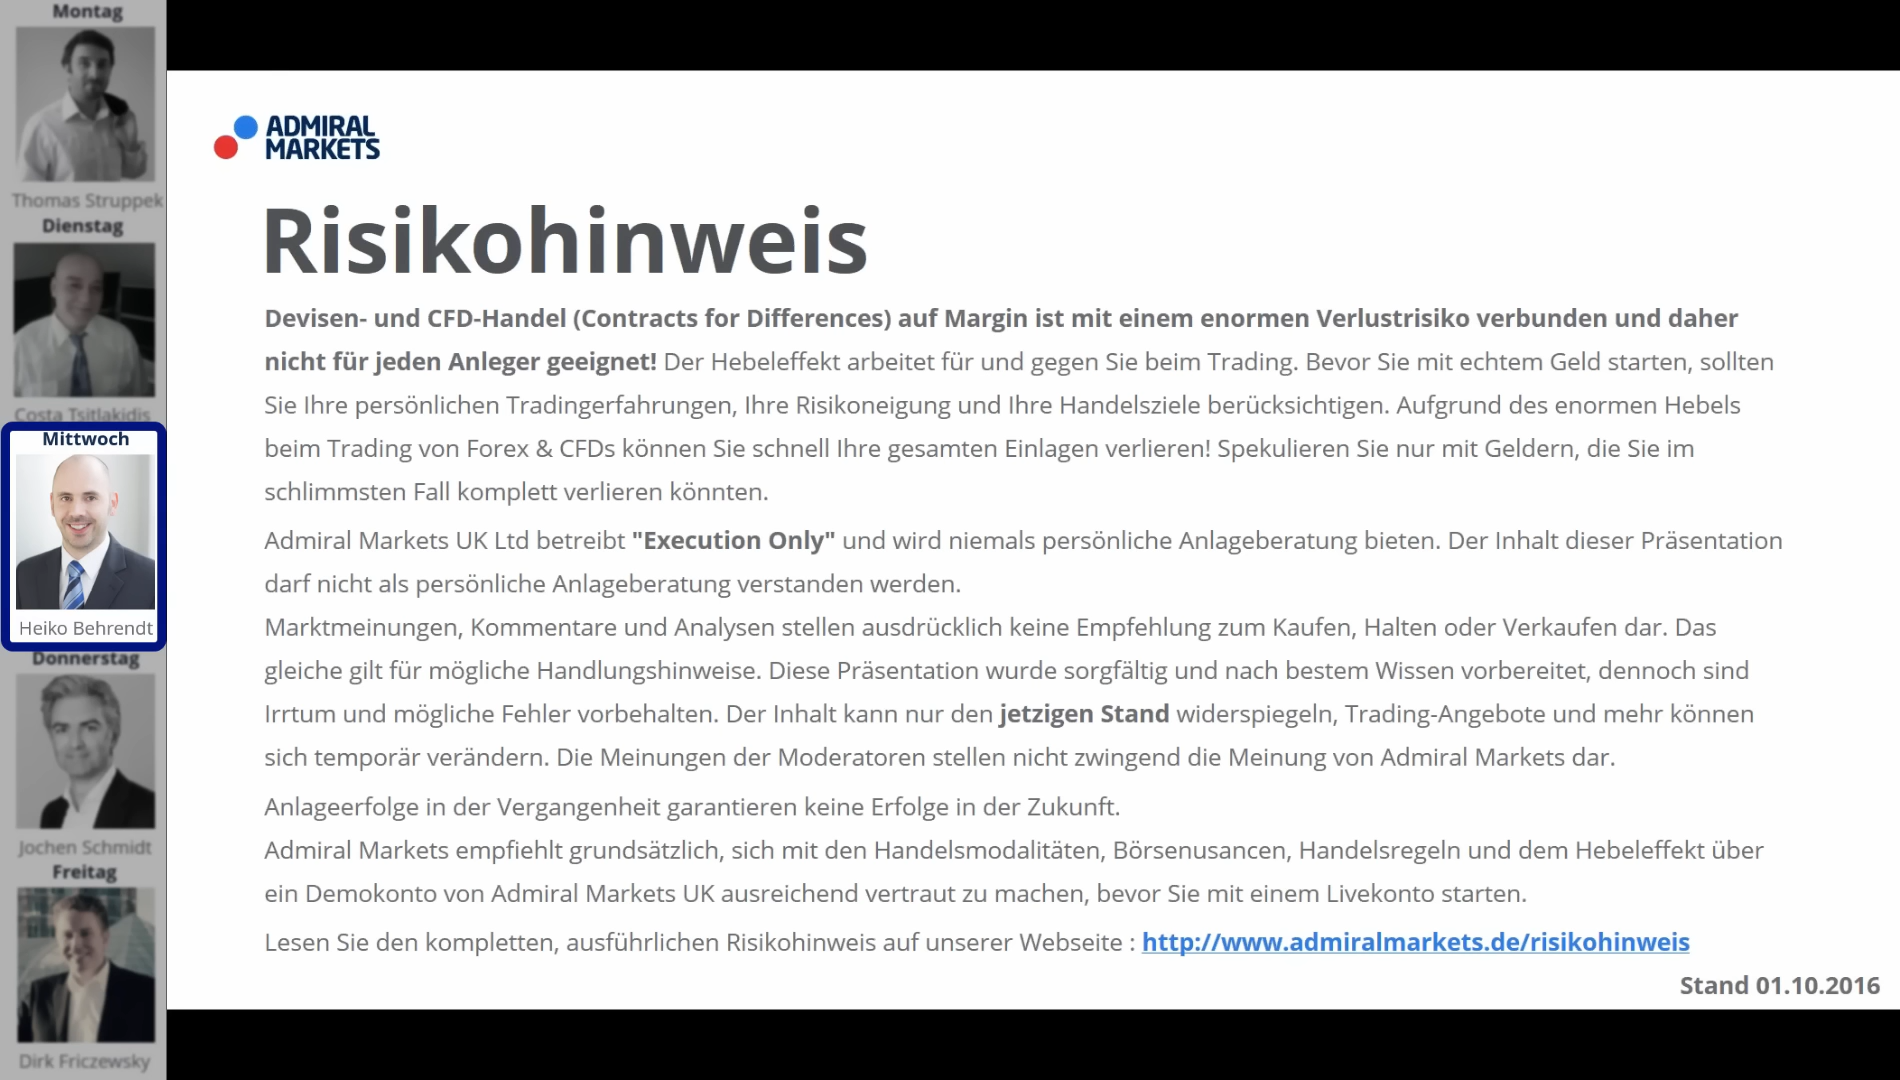 Montag
Thomas Struppek
Dienstag
Costa Tsitlakidis
Mittwoch
Heiko Behrendt
Donnerstag
Jochen Schmidt
Freitag
Dirk Friczewsky
ADMIRAL
MARKETS
Risikohinweis
Devisen- und CFD-Handel (Contracts for Differences) auf Margin ist mit einem enormen Verlustrisiko verbunden und daher
nicht für jeden Anleger geeignet! Der Hebeleffekt arbeitet für und gegen Sie beim Trading. Bevor Sie mit echtem Geld starten, sollten
Sie Ihre persönlichen Tradingerfahrungen, Ihre Risikoneigung und Ihre Handelsziele berücksichtigen. Aufgrund des enormen Hebels
beim Trading von Forex & CFDs können Sie schnell Ihre gesamten Einlagen verlieren! Spekulieren Sie nur mit Geldern, die Sie im
schlimmsten Fall komplett verlieren könnten.
Admiral Markets UK Ltd betreibt "Execution Only" und wird niemals persönliche Anlageberatung bieten. Der Inhalt dieser Präsentation
darf nicht als persönliche Anlageberatung verstanden werden.
Marktmeinungen, Kommentare und Analysen stellen ausdrücklich keine Empfehlung zum Kaufen, Halten oder Verkaufen dar. Das
gleiche gilt für mögliche Handlungshinweise. Diese Präsentation wurde sorgfältig und nach bestem Wissen vorbereitet, dennoch sind
Irrtum und mögliche Fehler vorbehalten. Der Inhalt kann nur den jetzigen Stand widerspiegeln, Trading-Angebote und mehr können
sich temporär verändern. Die Meinungen der Moderatoren stellen nicht zwingend die Meinung von Admiral Markets dar.
Anlageerfolge in der Vergangenheit garantieren keine Erfolge in der Zukunft.
Admiral Markets empfiehlt grundsätzlich, sich mit den Handelsmodalitäten, Börsenusancen, Handelsregeln und dem Hebeleffekt über
ein Demokonto von Admiral Markets UK ausreichend vertraut zu machen, bevor Sie mit einem Livekonto starten.
Lesen Sie den kompletten, ausführlichen Risikohinweis auf unserer Webseite : http://www.admiralmarkets.de/risikohinweis
Stand 01.10.2016